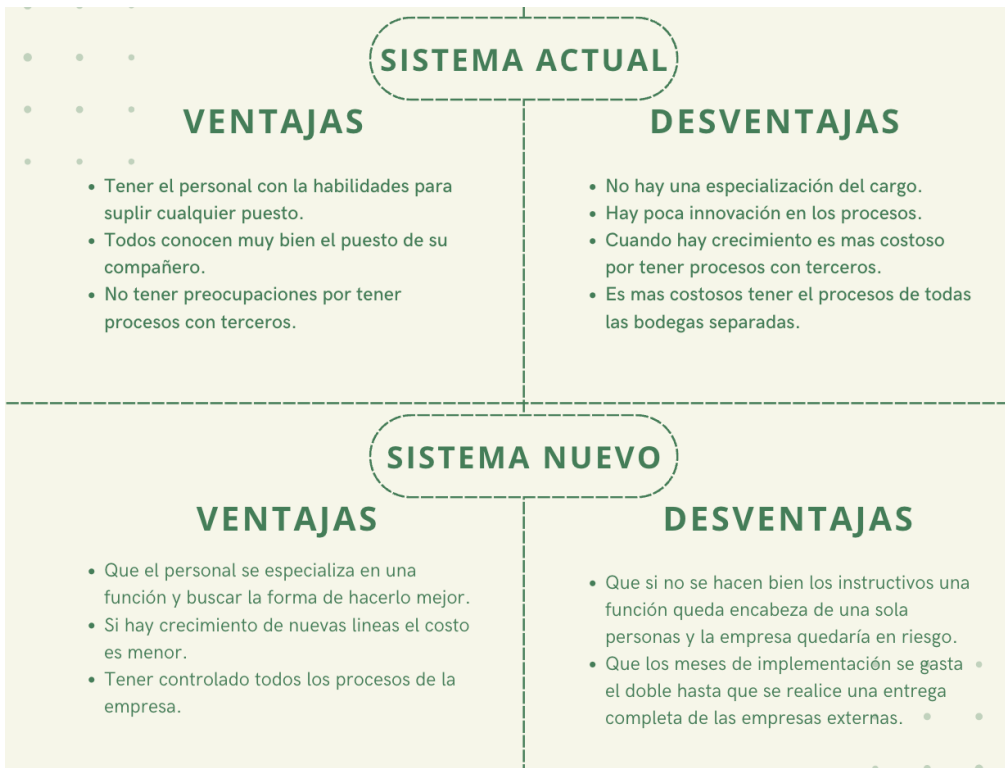 SISTEMA ACTUAL
VENTAJAS
• Tener el personal con la habilidades para
suplir cualquier puesto.
• Todos conocen muy bien el puesto de su
compañero.
• No tener preocupaciones por tener
procesos con terceros.
DESVENTAJAS
• No hay una especialización del cargo.
• Hay poca innovación en los procesos.
• Cuando hay crecimiento es mas costoso
por tener procesos con terceros.
• Es mas costosos tener el procesos de todas
las bodegas separadas.
SISTEMA NUEVO
VENTAJAS
• Que el personal se especializa en una
función y buscar la forma de hacerlo mejor.
• Si hay crecimiento de nuevas lineas el costo
es menor.
• Tener controlado todos los procesos de la
empresa.
DESVENTAJAS
• Que si no se hacen bien los instructivos una
función queda encabeza de una sola
personas y la empresa quedaría en riesgo.
• Que los meses de implementación se gasta
el doble hasta que se realice una entrega
completa de las empresas externas.